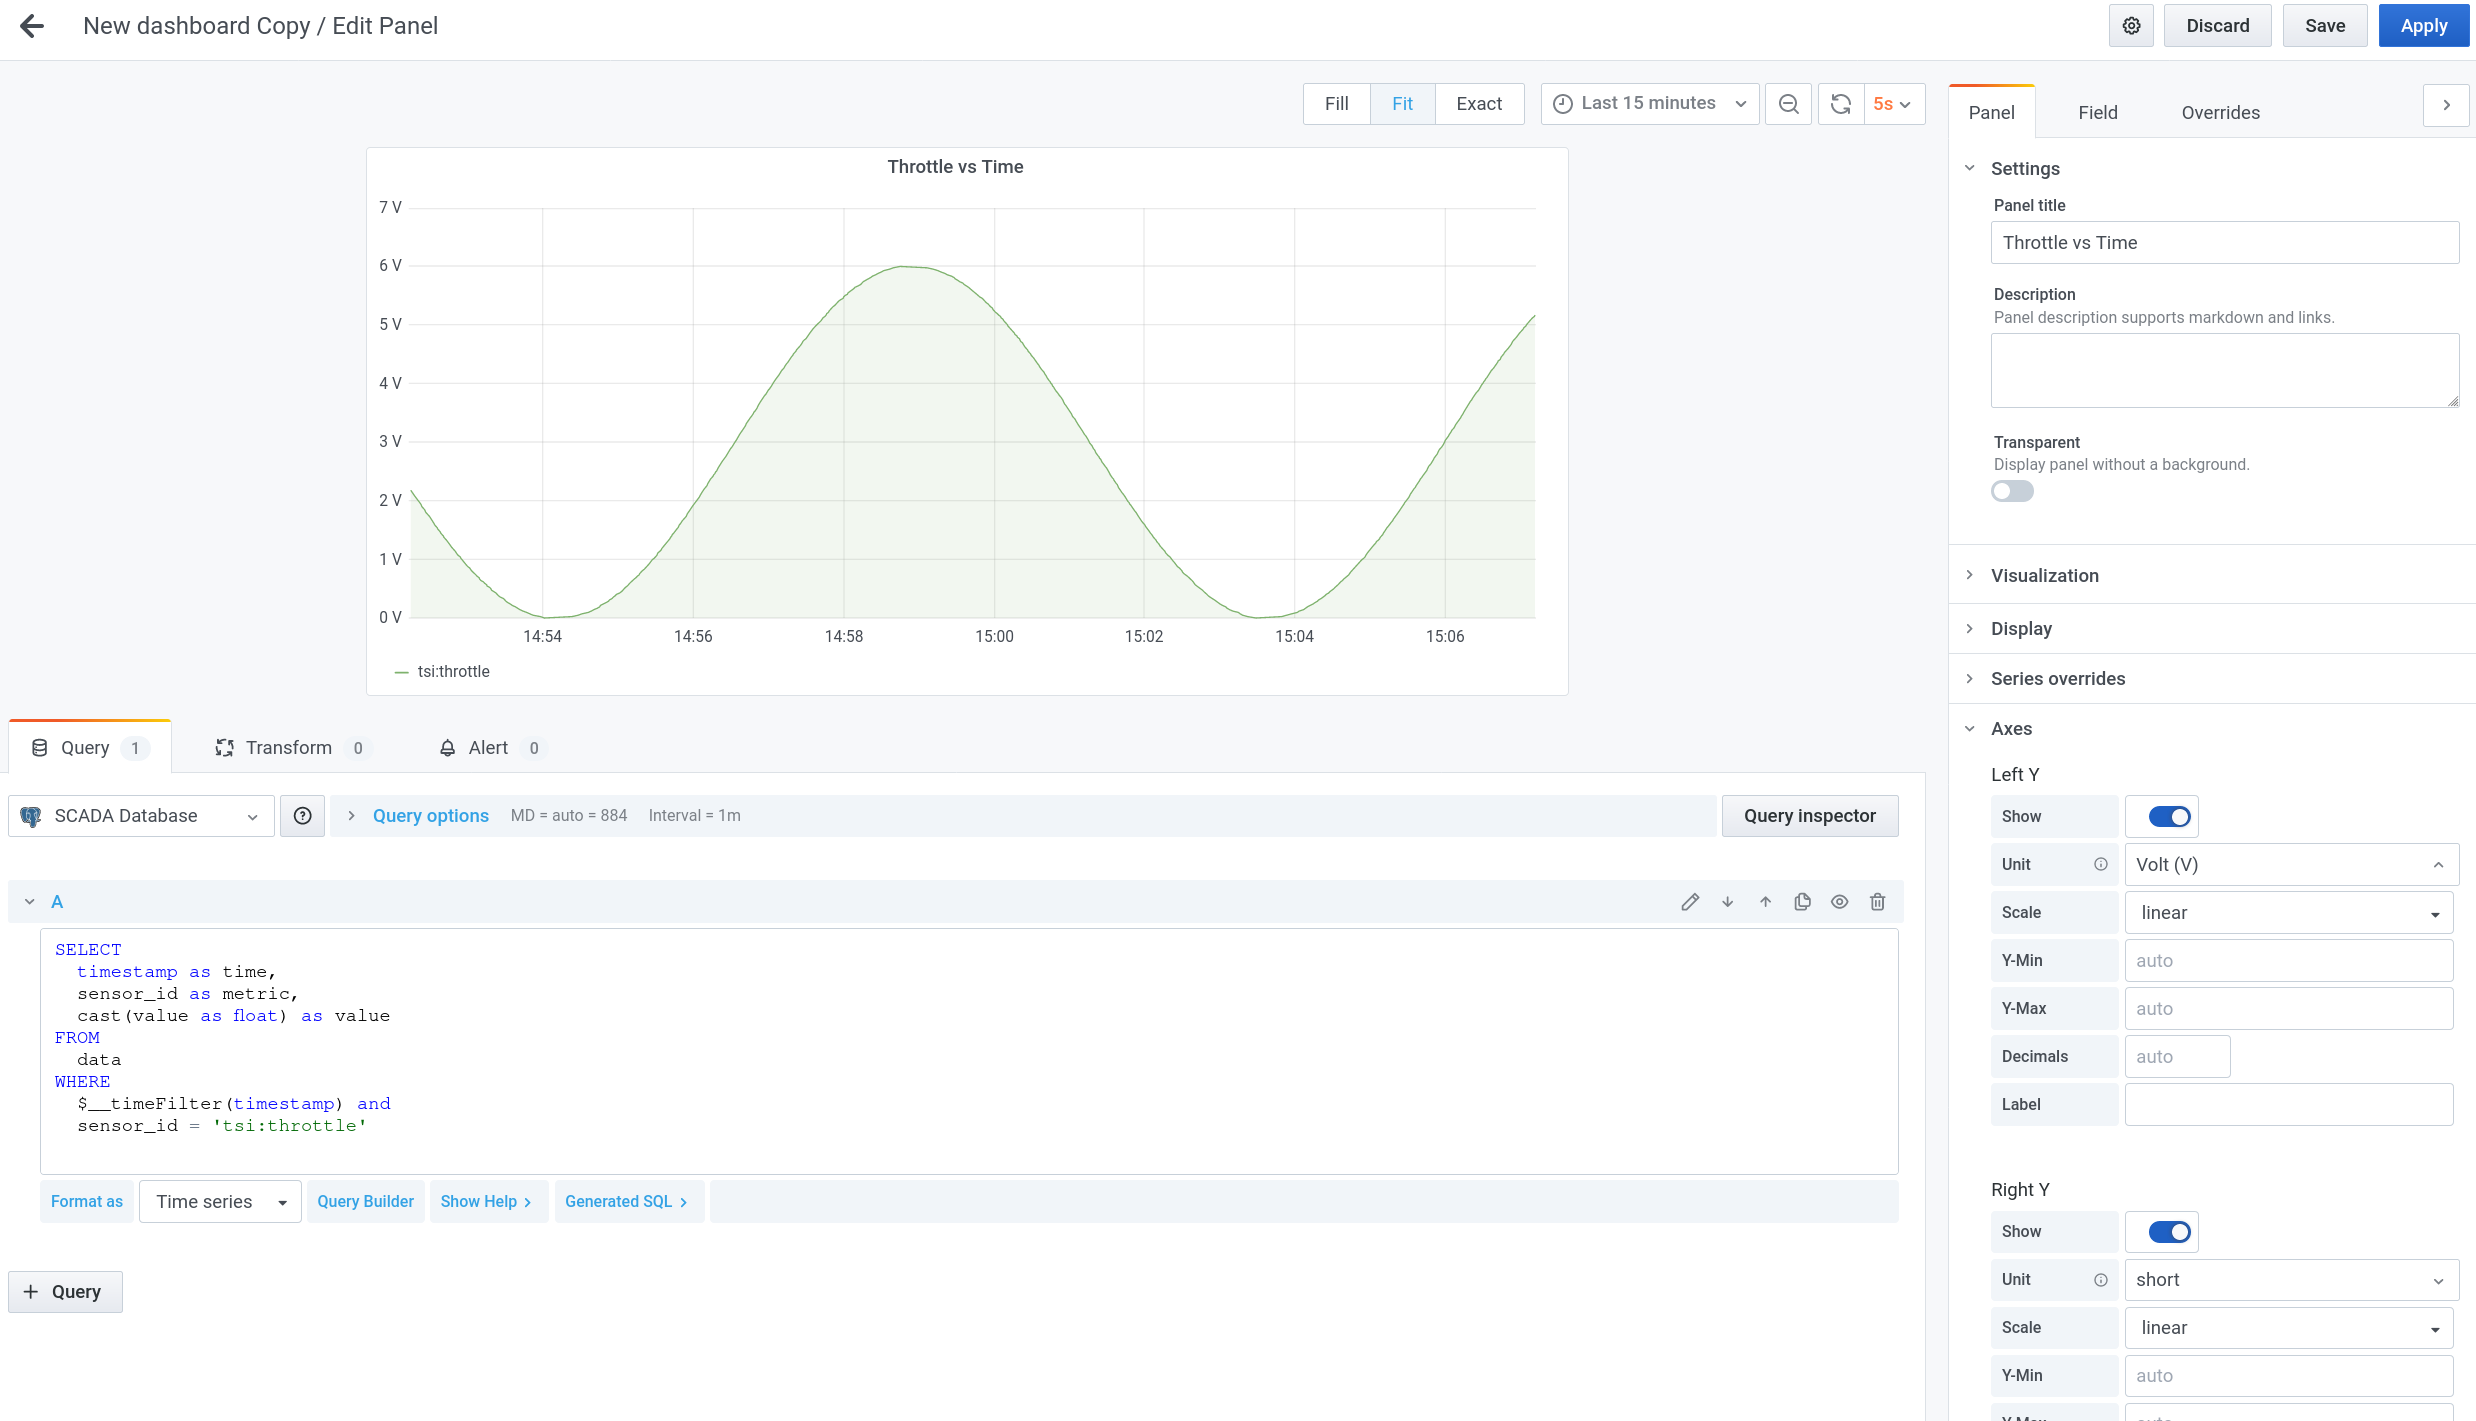 New dashboard Copy / Edit Panel
Discard
Save
Apply
Fill
Fit
Exact
Last 15 minutes
5s
Throttle vs Time
7 V
6 V
5 V
4 V
3 V
2 V
1 V
0 V
14:54
14:56
14:58
15:00
15:02
15:04
15:06
tsi:throttle
Query 1
Transform 0
Alert 0
SCADA Database
Query options
MD = auto = 884
Interval = 1m
Query inspector
A
SELECT
timestamp as time,
sensor_id as metric,
cast(value as float) as value
FROM
data
WHERE
$__timeFilter(timestamp) and
sensor_id = 'tsi:throttle'
Format as
Time series
Query Builder
Show Help
Generated SQL
Query
Panel
Field
Overrides
Settings
Panel title
Throttle vs Time
Description
Panel description supports markdown and links.
Transparent
Display panel without a background.
Visualization
Display
Series overrides
Axes
Left Y
Show
Unit
Volt (V)
Scale
linear
Y-Min
auto
Y-Max
auto
Decimals
auto
Label
Right Y
Show
Unit
short
Scale
linear
Y-Min
auto